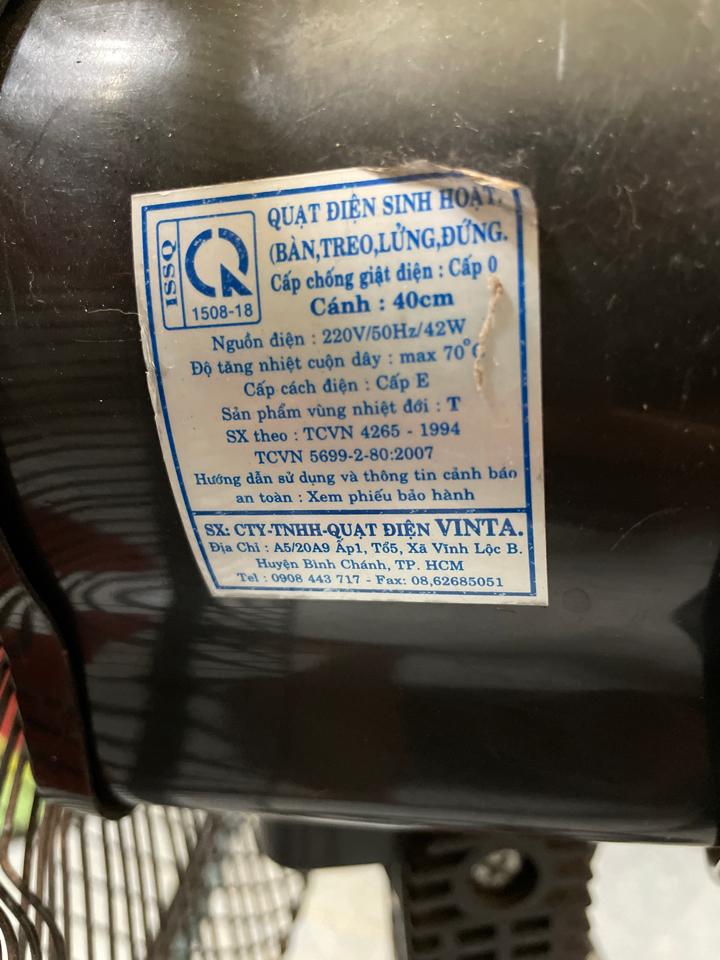 ISSQ
1508-18
QUẠT ĐIỆN SINH HOẠT.
(BÀN,TREO,LỬNG,ĐỨNG.
Cấp chống giật điện : Cấp 0
Cánh : 40cm
Nguồn điện : 220V/50Hz/42W
Độ tăng nhiệt cuộn dây : max 70°C
Cấp cách điện : Cấp E
Sản phẩm vùng nhiệt đới : T
SX theo : TCVN 4265 - 1994
TCVN 5699-2-80:2007
Hướng dẫn sử dụng và thông tin cảnh báo
an toàn : Xem phiếu bảo hành
SX: CTY-TNHH-QUẠT ĐIỆN VINTA.
Địa Chỉ : A5/20A9 Ấp1, Tổ5, Xã Vĩnh Lộc B.
Huyện Bình Chánh, TP. HCM
Tel : 0908 443 717 - Fax: 08,62685051